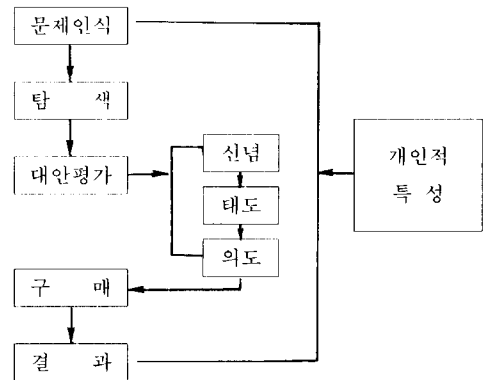 문제인식
탐 색
대안평가
신념
태도
의도
구 매
결 과
개인적
특 성